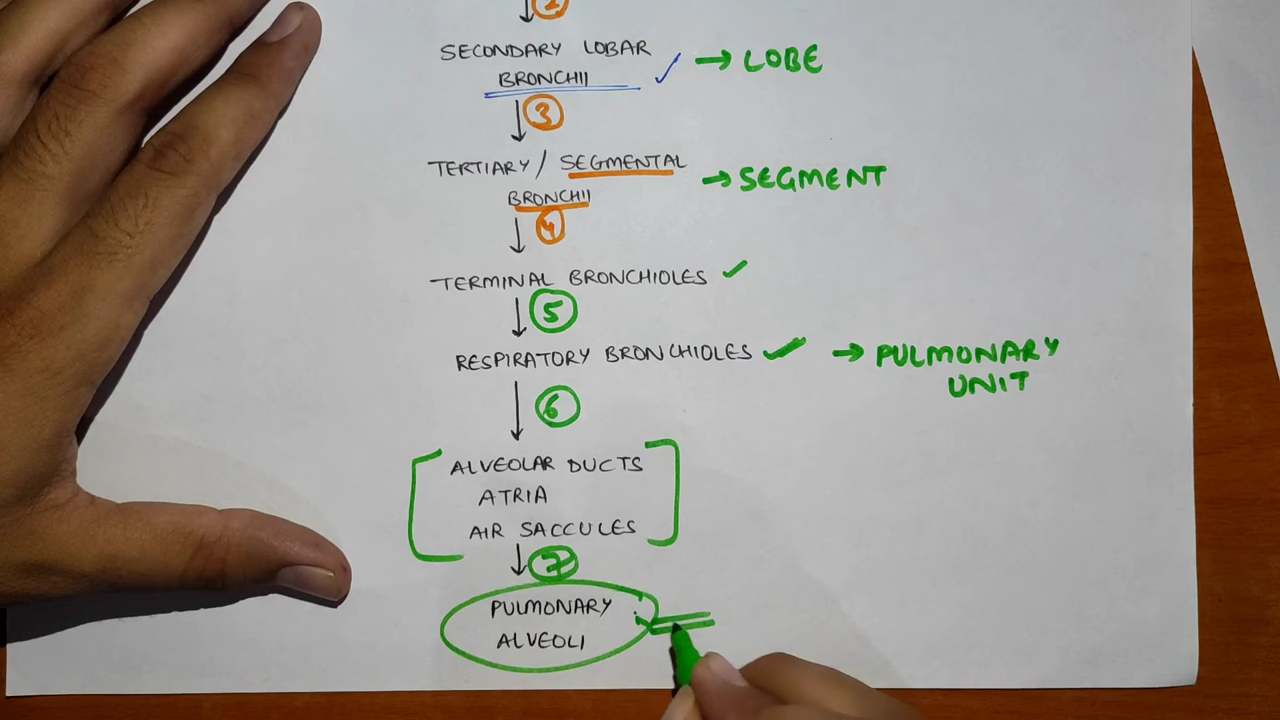 2
SECONDARY LOBAR
BRONCHII → LOBE
3
TERTIARY / SEGMENTAL
BRONCHII → SEGMENT
4
TERMINAL BRONCHIOLES
5
RESPIRATORY BRONCHIOLES → PULMONARY
UNIT
6
ALVEOLAR DUCTS
ATRIA
AIR SACCULES
7
PULMONARY
ALVEOLI